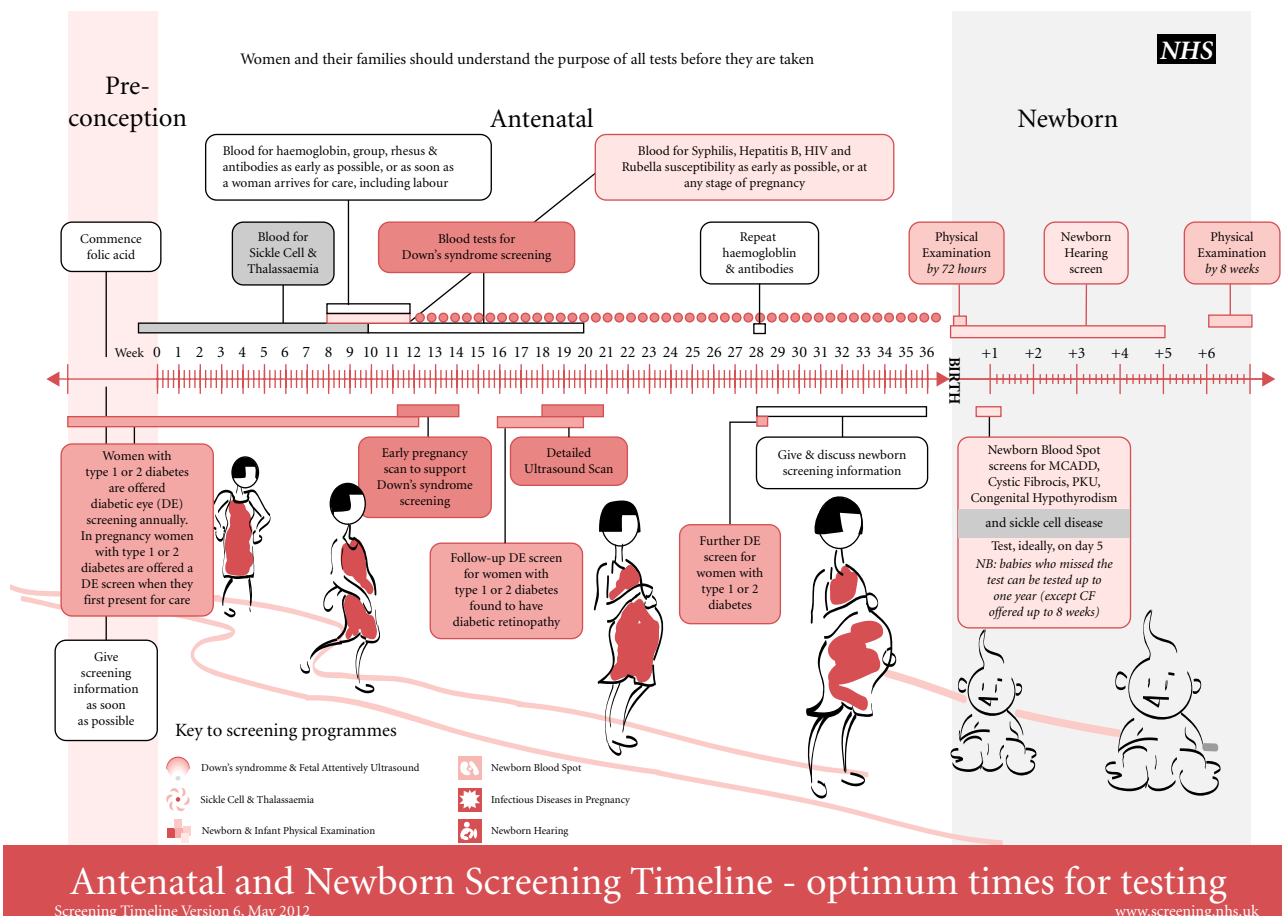 Women and their families should understand the purpose of all tests before they are taken
NHS
Pre-
conception
Antenatal
Newborn
Blood for haemoglobin, group, rhesus &
antibodies as early as possible, or as soon as
a woman arrives for care, including labour
Blood for Syphilis, Hepatitis B, HIV and
Rubella susceptibility as early as possible, or at
any stage of pregnancy
Commence
folic acid
Blood for
Sickle Cell &
Thalassaemia
Blood tests for
Down's syndrome screening
Repeat
haemoglobin
& antibodies
Physical
Examination
by 72 hours
Newborn
Hearing
screen
Physical
Examination
by 8 weeks
Week 0 1 2 3 4 5 6 7 8 9 10 11 12 13 14 15 16 17 18 19 20 21 22 23 24 25 26 27 28 29 30 31 32 33 34 35 36 BIRTH +1 +2 +3 +4 +5 +6
Women with
type 1 or 2 diabetes
are offered
diabetic eye (DE)
screening annually.
In pregnancy women
with type 1 or 2
diabetes are offered a
DE screen when they
first present for care
Early pregnancy
scan to support
Down's syndrome
screening
Detailed
Ultrasound Scan
Give & discuss newborn
screening information
Newborn Blood Spot
screens for MCADD,
Cystic Fibrocis, PKU,
Congenital Hypothyrodism
and sickle cell disease
Test, ideally, on day 5
NB: babies who missed the
test can be tested up to
one year (except CF
offered up to 8 weeks)
Follow-up DE screen
for women with
type 1 or 2 diabetes
found to have
diabetic retinopathy
Further DE
screen for
women with
type 1 or 2
diabetes
Give
screening
information
as soon
as possible
Key to screening programmes
Down's syndromme & Fetal Attentively Ultrasound
Sickle Cell & Thalassaemia
Newborn & Infant Physical Examination
Newborn Blood Spot
Infectious Diseases in Pregnancy
Newborn Hearing
Antenatal and Newborn Screening Timeline - optimum times for testing
Screening Timeline Version 6, May 2012
www.screening.nhs.uk